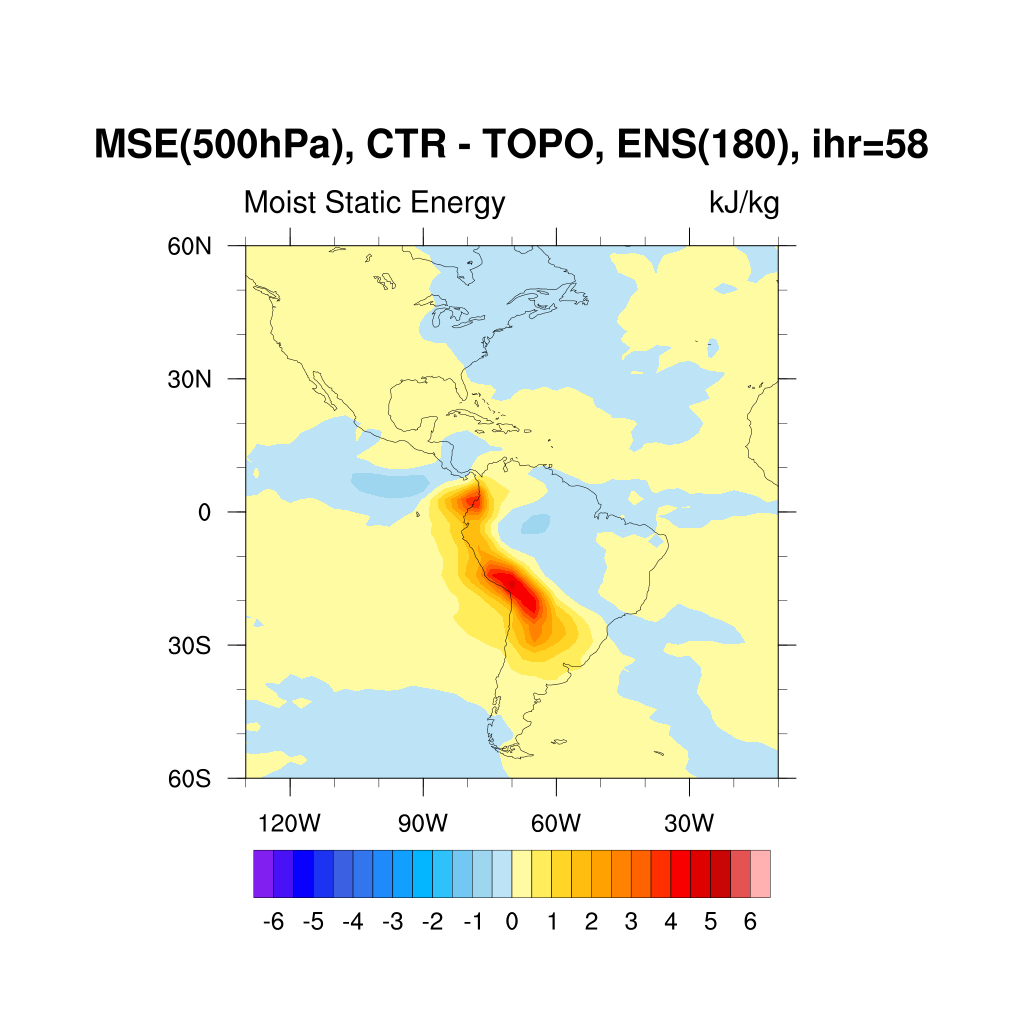 MSE(500hPa), CTR - TOPO, ENS(180), ihr=58
Moist Static Energy kJ/kg
60N
30N
0
30S
60S
120W 90W 60W 30W
-6 -5 -4 -3 -2 -1 0 1 2 3 4 5 6